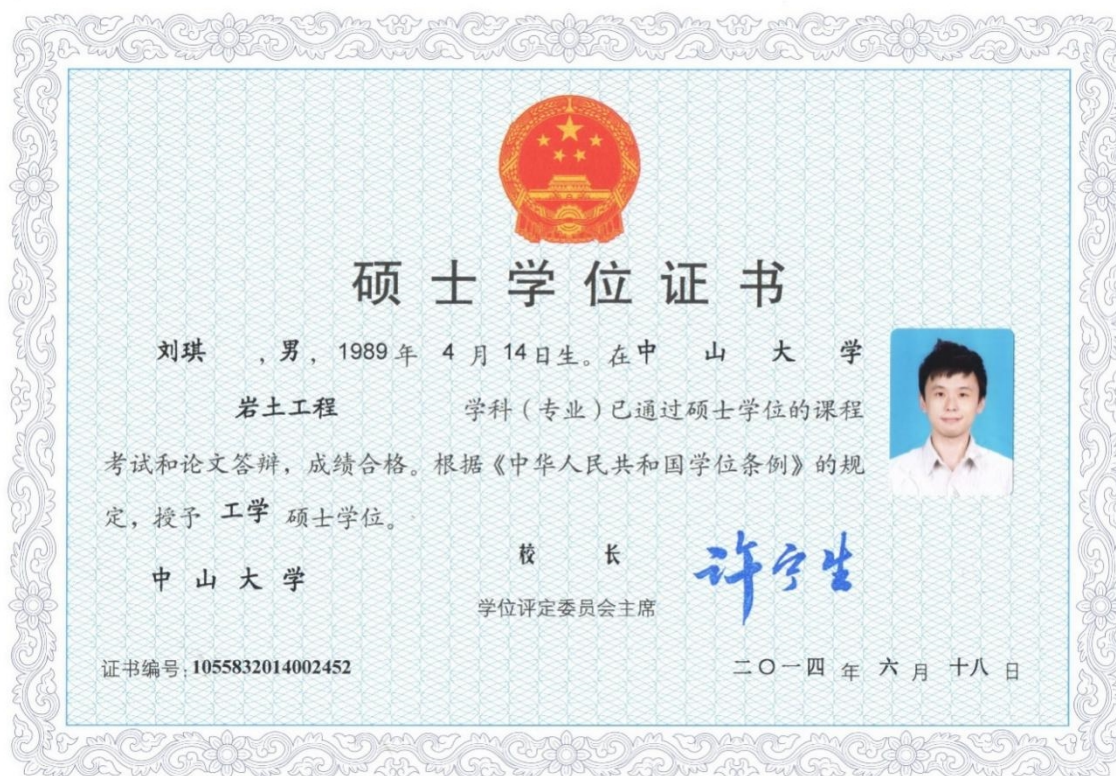 硕士学位证书
刘琪 ，男，1989年 4 月 14日生。在中山大学
岩土工程 学科（专业）已通过硕士学位的课程
考试和论文答辩，成绩合格。根据《中华人民共和国学位条例》的规
定，授予 工学 硕士学位。
中山大学
校长 许宁生
学位评定委员会主席
证书编号：1055832014002452
二〇一四 年 六 月 十八 日